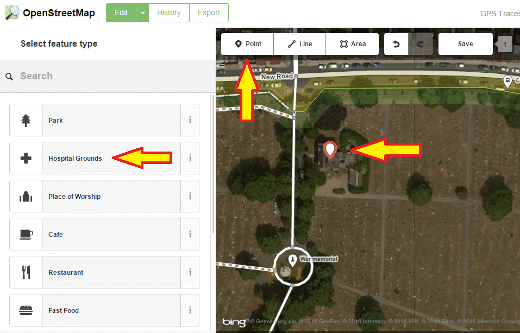 OpenStreetMap
Edit
History
Export
GPS Traces
Select feature type
Point
Line
Area
Save
1
Search
New Road
Park
Hospital Grounds
Place of Worship
Cafe
War memorial
Restaurant
Fast Food
bing